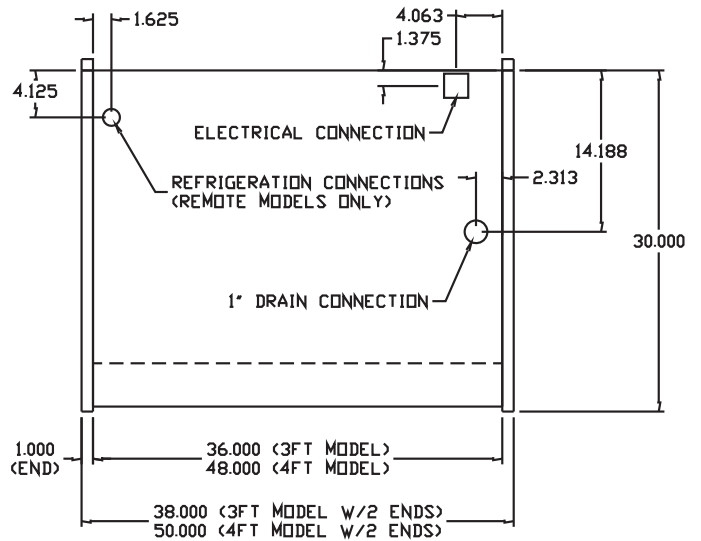 4.063
1.625
1.375
4.125
ELECTRICAL CONNECTION
14.188
REFRIGERATION CONNECTIONS
(REMOTE MODELS ONLY)
2.313
30.000
1" DRAIN CONNECTION
1.000
(END)
36.000 (3FT MODEL)
48.000 (4FT MODEL)
38.000 (3FT MODEL W/2 ENDS)
50.000 (4FT MODEL W/2 ENDS)